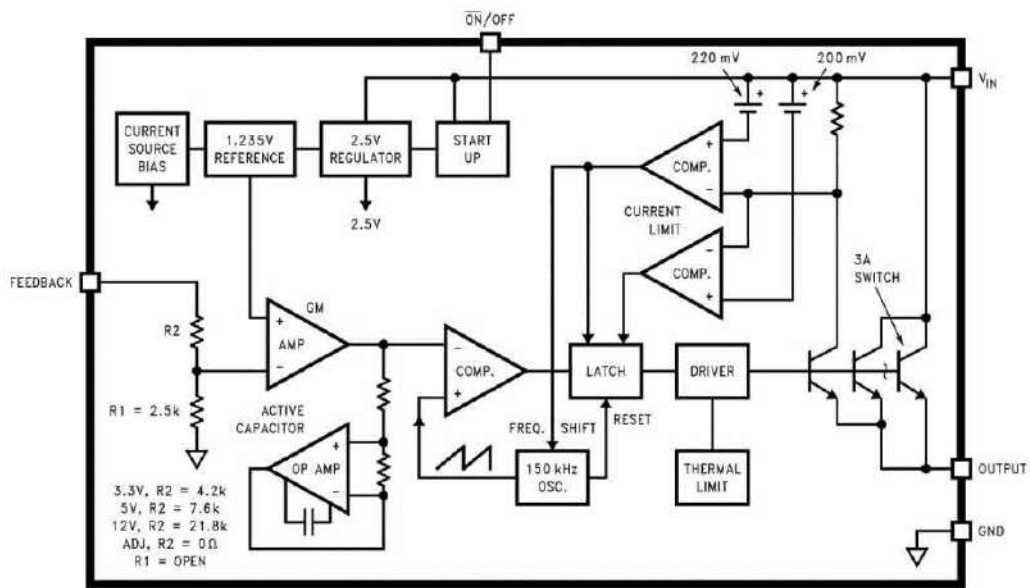 ON/OFF
220 mV
200 mV
+
+
VIN
CURRENT
SOURCE
BIAS
1.235V
REFERENCE
2.5V
REGULATOR
START
UP
+
COMP.
−
2.5V
CURRENT
LIMIT
−
COMP.
+
FEEDBACK
3A
SWITCH
GM
R2
+
AMP
−
−
COMP.
+
LATCH
DRIVER
R1 = 2.5k
ACTIVE
CAPACITOR
FREQ. SHIFT
RESET
+
OP AMP
−
150 kHz
OSC.
THERMAL
LIMIT
OUTPUT
3.3V, R2 = 4.2k
5V, R2 = 7.6k
12V, R2 = 21.8k
ADJ, R2 = 0Ω
R1 = OPEN
GND